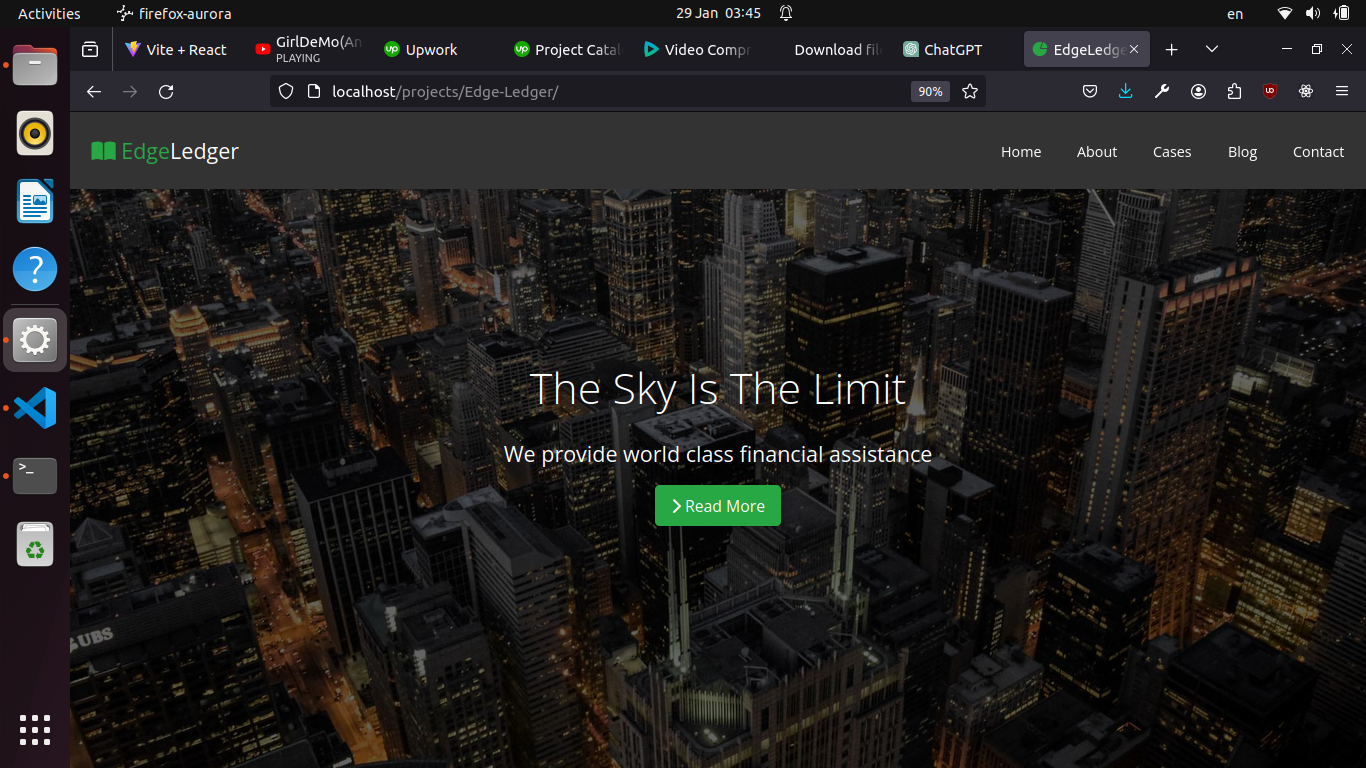 Activities firefox-aurora 29 Jan 03:45 en
Vite + React GirlDeMo(An Upwork Project Catal Video Compr Download file ChatGPT EdgeLedge
PLAYING
localhost/projects/Edge-Ledger/ 90%
EdgeLedger Home About Cases Blog Contact
The Sky Is The Limit
We provide world class financial assistance
Read More
UBS